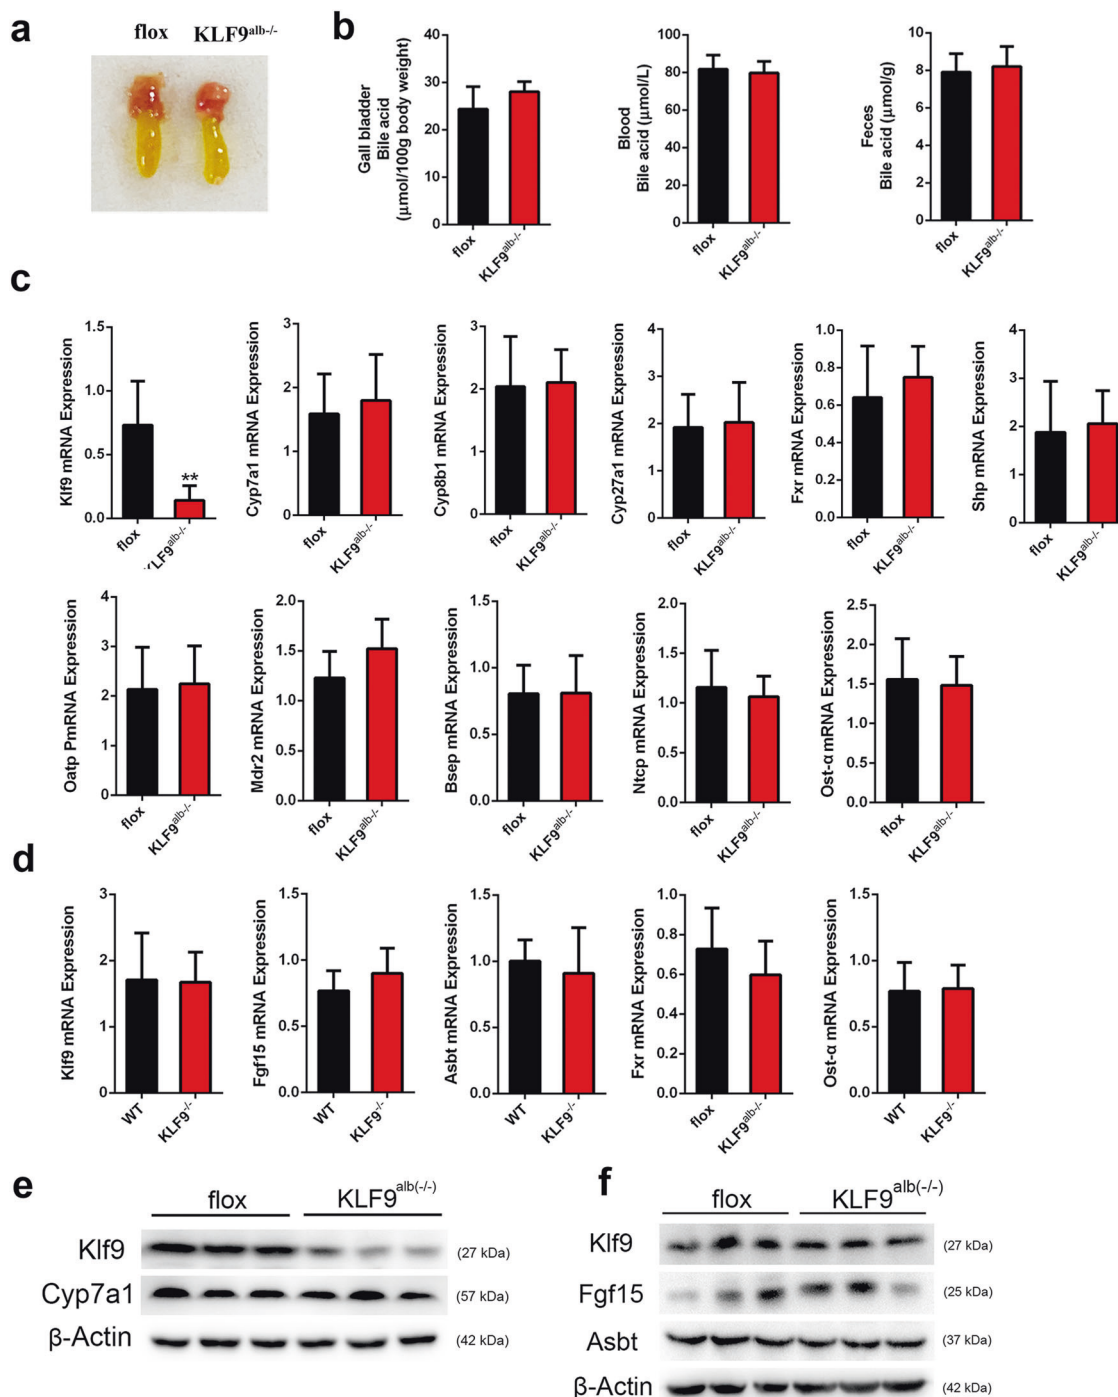 a
flox KLF9alb-/-
b
Gall bladder
Bile acid
(μmol/100g body weight)
40
30
20
10
0
flox
KLF9alb-/-
Blood
Bile acid (μmol/L)
100
80
60
40
20
0
flox
KLF9alb-/-
Feces
Bile acid (μmol/g)
10
8
6
4
2
0
flox
KLF9alb-/-
c
Klf9 mRNA Expression
1.5
1.0
0.5
0.0
**
flox
KLF9alb-/-
Cyp7a1 mRNA Expression
3
2
1
0
flox
KLF9alb-/-
Cyp8b1 mRNA Expression
3
2
1
0
flox
KLF9alb-/-
Cyp27a1 mRNA Expression
4
3
2
1
0
flox
KLF9alb-/-
Fxr mRNA Expression
1.0
0.8
0.6
0.4
0.2
0.0
flox
KLF9alb-/-
Shp mRNA Expression
4
3
2
1
0
flox
KLF9alb-/-
Oatp PmRNA Expression
4
3
2
1
0
flox
KLF9alb-/-
Mdr2 mRNA Expression
2.0
1.5
1.0
0.5
0.0
flox
KLF9alb-/-
Bsep mRNA Expression
1.5
1.0
0.5
0.0
flox
KLF9alb-/-
Ntcp mRNA Expression
2.0
1.5
1.0
0.5
0.0
flox
KLF9alb-/-
Ost-α mRNA Expression
2.5
2.0
1.5
1.0
0.5
0.0
flox
KLF9alb-/-
d
Klf9 mRNA Expression
3
2
1
0
WT
KLF9-/-
Fgf15 mRNA Expression
1.5
1.0
0.5
0.0
WT
KLF9-/-
Asbt mRNA Expression
1.5
1.0
0.5
0.0
WT
KLF9-/-
Fxr mRNA Expression
1.0
0.8
0.6
0.4
0.2
0.0
flox
KLF9alb-/-
Ost-α mRNA Expression
1.5
1.0
0.5
0.0
WT
KLF9-/-
e
flox KLF9alb(-/-)
Klf9 (27 kDa)
Cyp7a1 (57 kDa)
β-Actin (42 kDa)
f
flox KLF9alb(-/-)
Klf9 (27 kDa)
Fgf15 (25 kDa)
Asbt (37 kDa)
β-Actin (42 kDa)